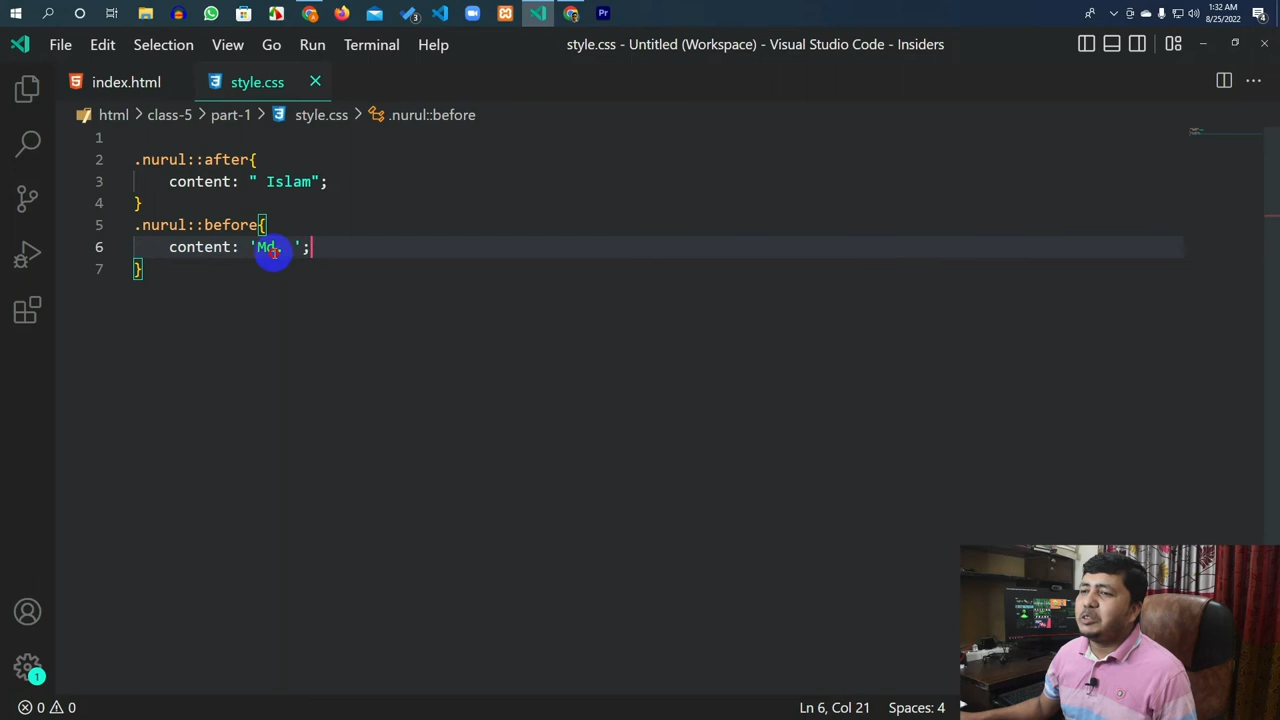 3
1:32 AM
8/25/2022
4
File Edit Selection View Go Run Terminal Help
style.css - Untitled (Workspace) - Visual Studio Code - Insiders
index.html
style.css
html > class-5 > part-1 > style.css > .nurul::before
1
2 .nurul::after{
3 content: " Islam";
4 }
5 .nurul::before{
6 content: 'Md. ';
7 }
1
0 0
Ln 6, Col 21
Spaces: 4